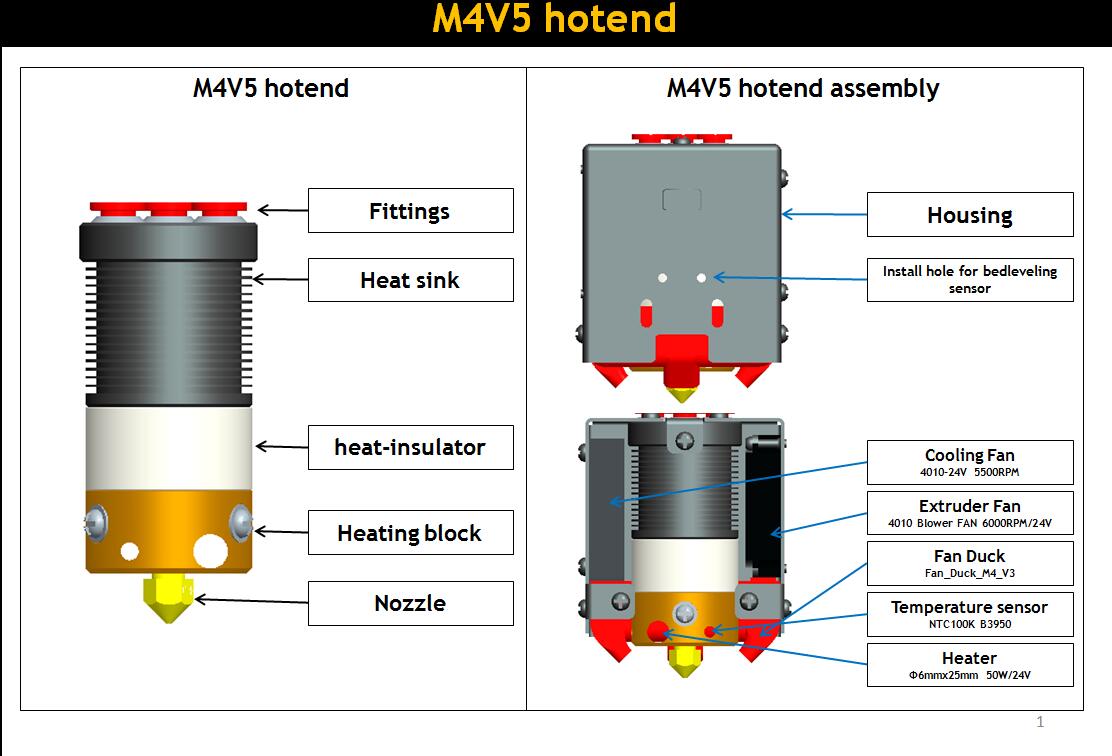 M4V5 hotend
M4V5 hotend
Fittings
Heat sink
heat-insulator
Heating block
Nozzle
M4V5 hotend assembly
Housing
Install hole for bedleveling
sensor
Cooling Fan
4010-24V 5500RPM
Extruder Fan
4010 Blower FAN 6000RPM/24V
Fan Duck
Fan_Duck_M4_V3
Temperature sensor
NTC100K B3950
Heater
Φ6mmx25mm 50W/24V
1